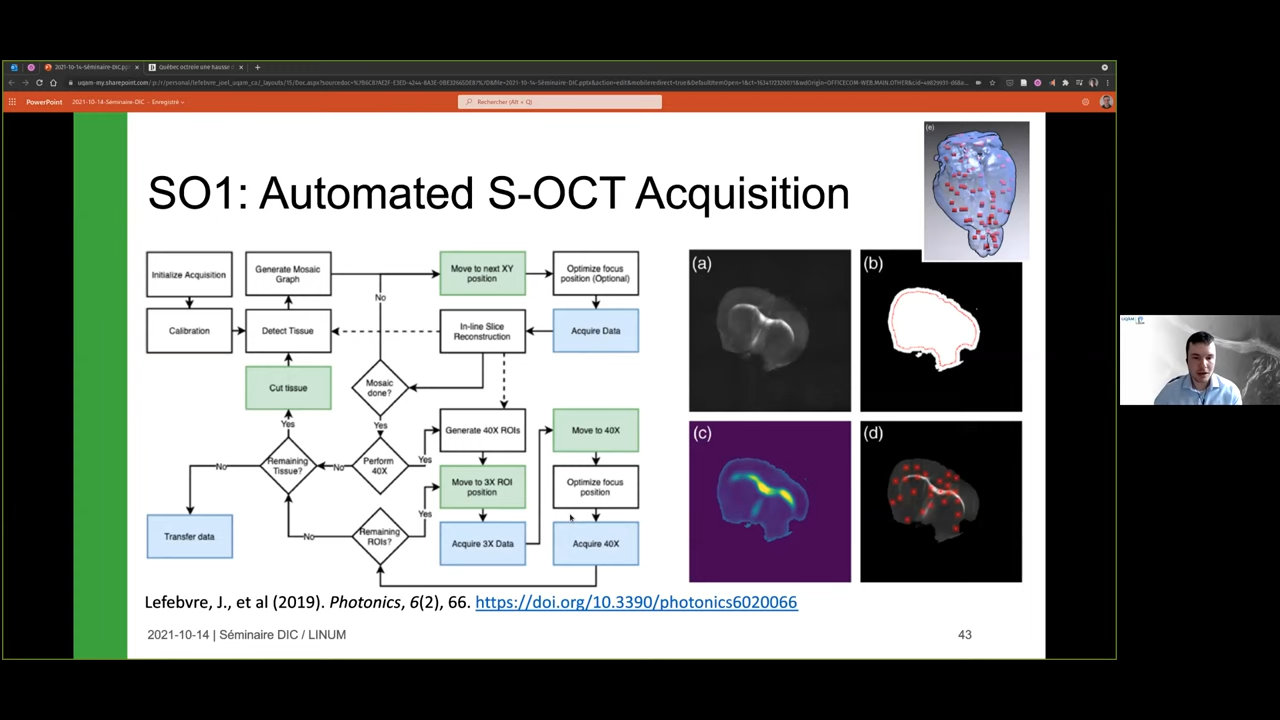 2021-10-14-Séminaire-DIC.pp
Québec octroie une hausse d
PowerPoint
2021-10-14-Séminaire-DIC - Enregistré
Rechercher (Alt + Q)
(e)
SO1: Automated S-OCT Acquisition
Initialize Acquisition
Generate Mosaic
Graph
Move to next XY
position
Optimize focus
position (Optional)
No
Calibration
Detect Tissue
In-line Slice
Reconstruction
Acquire Data
Cut tissue
Mosaic
done?
Yes
Yes
Generate 40X ROIs
Move to 40X
No
Remaining
Tissue?
No
Perform
40X
Yes
Move to 3X ROI
position
Optimize focus
position
Yes
Transfer data
No
Remaining
ROIs?
Acquire 3X Data
Acquire 40X
(a)
(b)
(c)
(d)
Lefebvre, J., et al (2019). Photonics, 6(2), 66. https://doi.org/10.3390/photonics6020066
2021-10-14 | Séminaire DIC / LINUM
43
UQAM